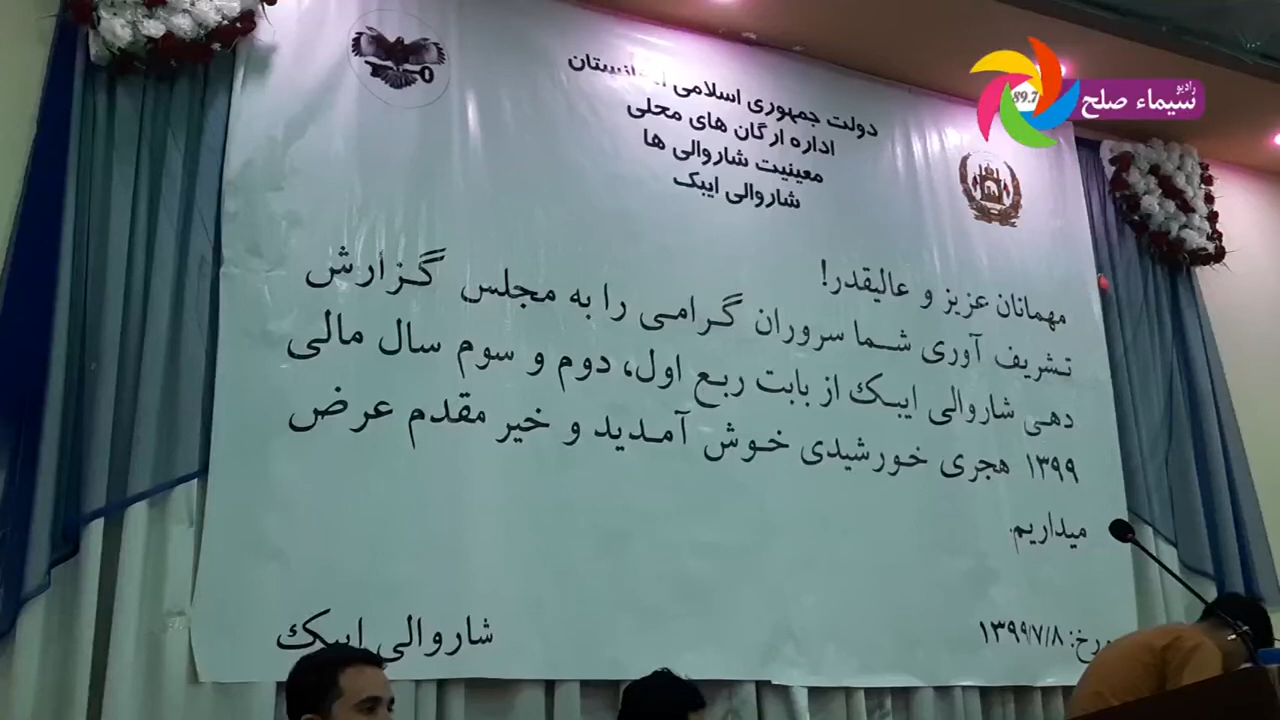 رادیو
سیماء صلح
89.7
دولت جمهوری اسلامی
اداره ارگان های محلی
معینیت شاروالی ها
شاروالی ایبک
مهمانان عزیز و عالیقدر!
تشریف آوری شما سروران گرامی را به مجلس گزارش
دهی شاروالی ایبک از بابت ربع اول، دوم و سوم سال مالی
۱۳۹۹ هجری خورشیدی خوش آمدید و خیر مقدم عرض
میداریم.
۱۳۹۹/۷/۸
شاروالی ایبک